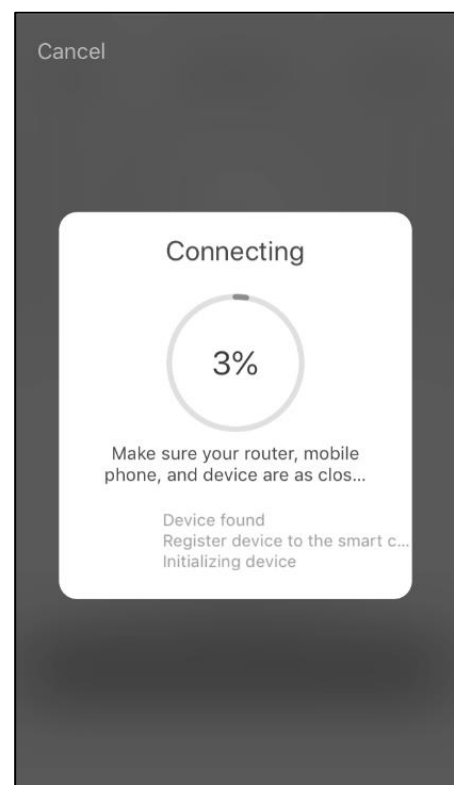 Cancel
Connecting
3%
Make sure your router, mobile
phone, and device are as clos...
Device found
Register device to the smart c...
Initializing device